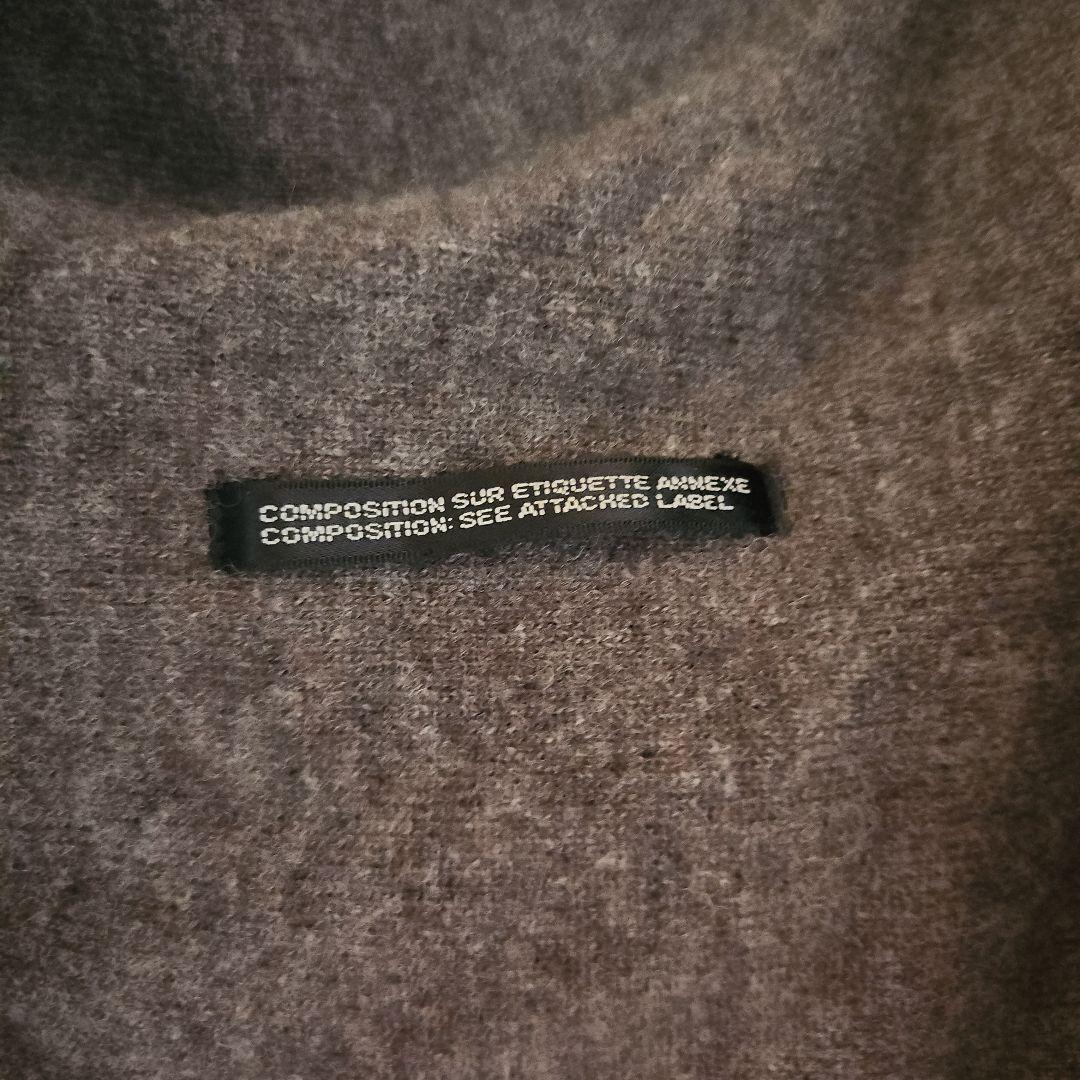 COMPOSITION SUR ETIQUETTE ANNEXE
COMPOSITION: SEE ATTACHED LABEL